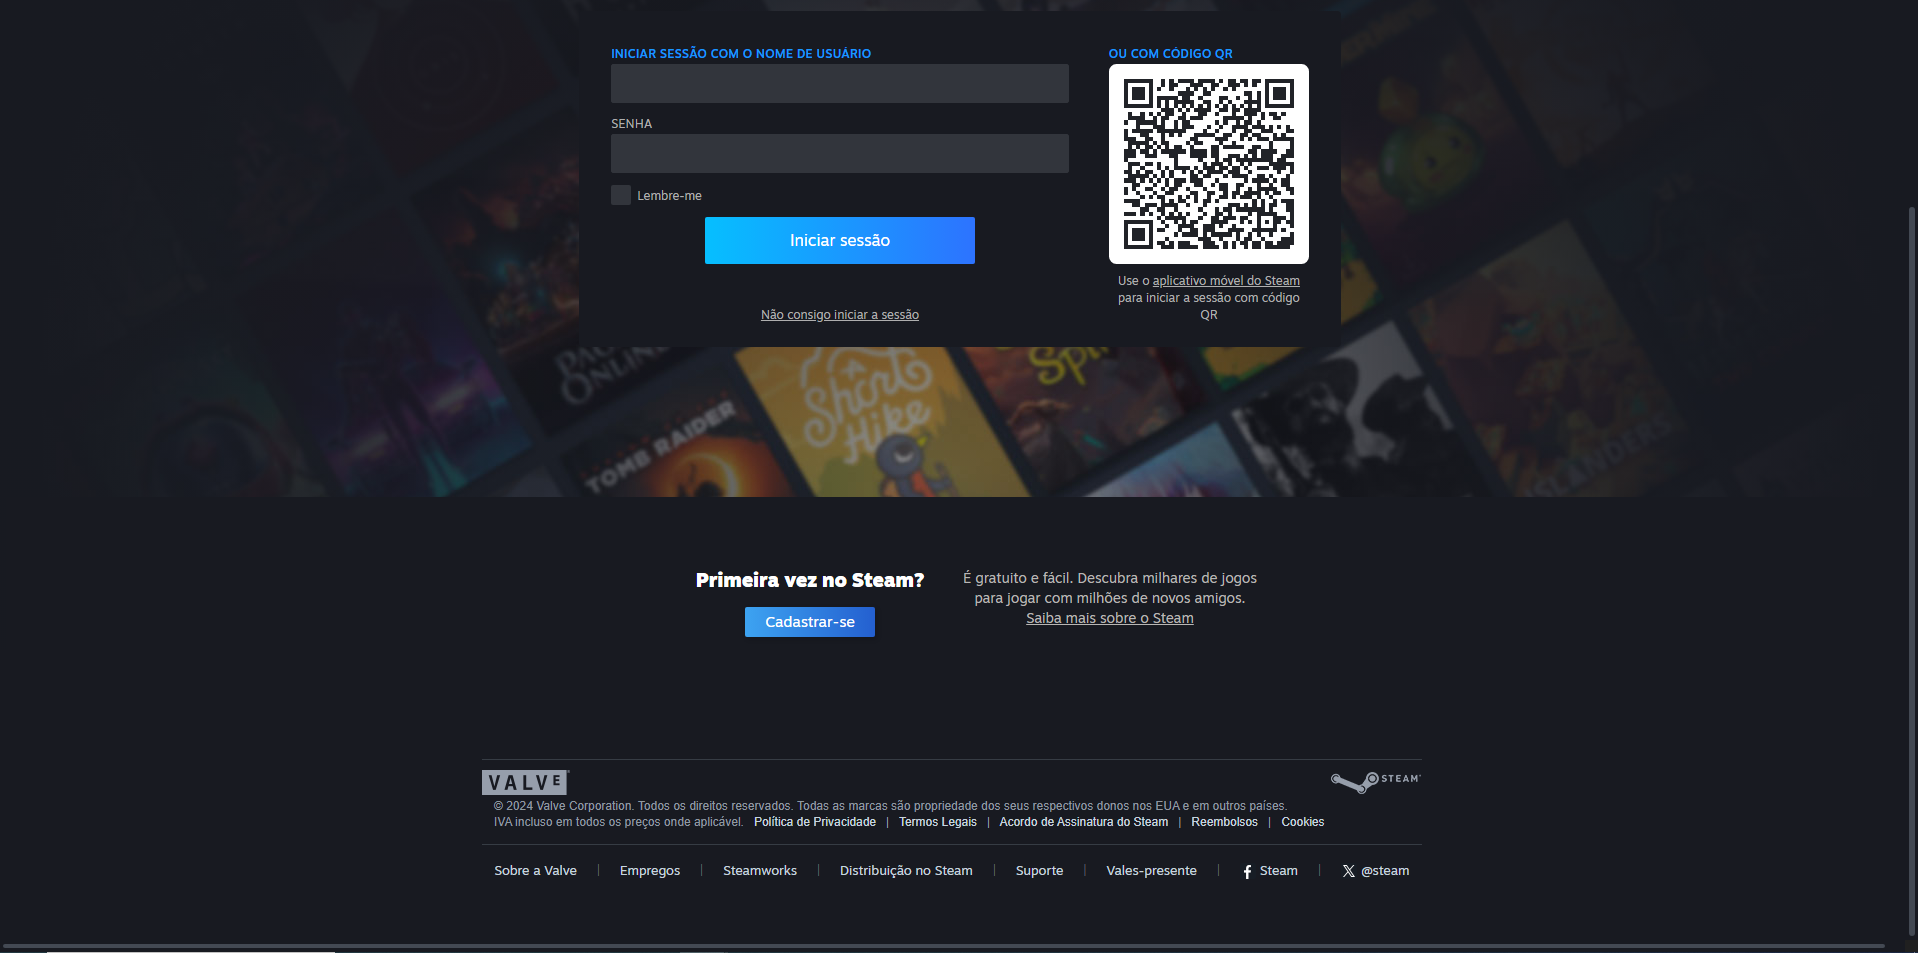 INICIAR SESSÃO COM O NOME DE USUÁRIO
OU COM CÓDIGO QR
SENHA
Lembre-me
Iniciar sessão
Não consigo iniciar a sessão
Use o aplicativo móvel do Steam
para iniciar a sessão com código
QR
ONLINE
TOMB RAIDER
A
Short
Hike
ISLANDERS
Primeira vez no Steam?
Cadastrar-se
É gratuito e fácil. Descubra milhares de jogos
para jogar com milhões de novos amigos.
Saiba mais sobre o Steam
VALVE
STEAM
© 2024 Valve Corporation. Todos os direitos reservados. Todas as marcas são propriedade dos seus respectivos donos nos EUA e em outros países.
IVA incluso em todos os preços onde aplicável. Política de Privacidade | Termos Legais | Acordo de Assinatura do Steam | Reembolsos | Cookies
Sobre a Valve | Empregos | Steamworks | Distribuição no Steam | Suporte | Vales-presente | Steam | @steam